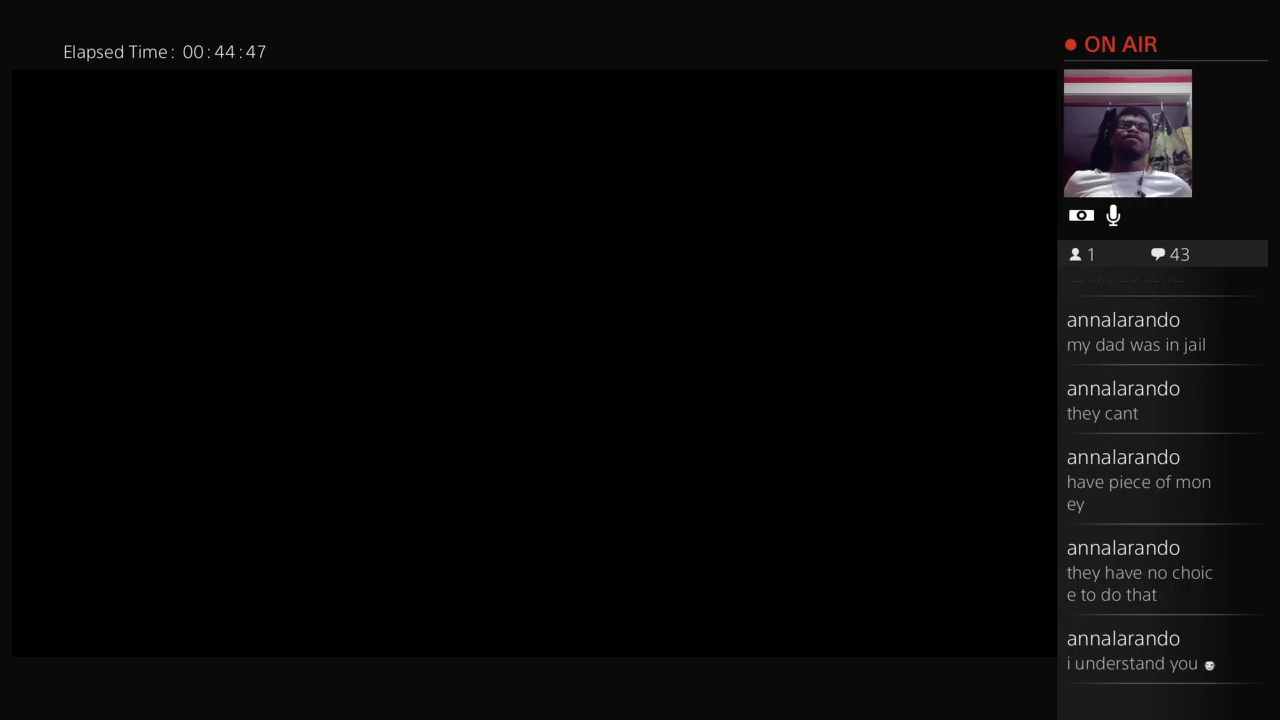 Elapsed Time: 00:44:47
ON AIR
1 43
annalarando
my dad was in jail
annalarando
they cant
annalarando
have piece of mon
ey
annalarando
they have no choic
e to do that
annalarando
i understand you